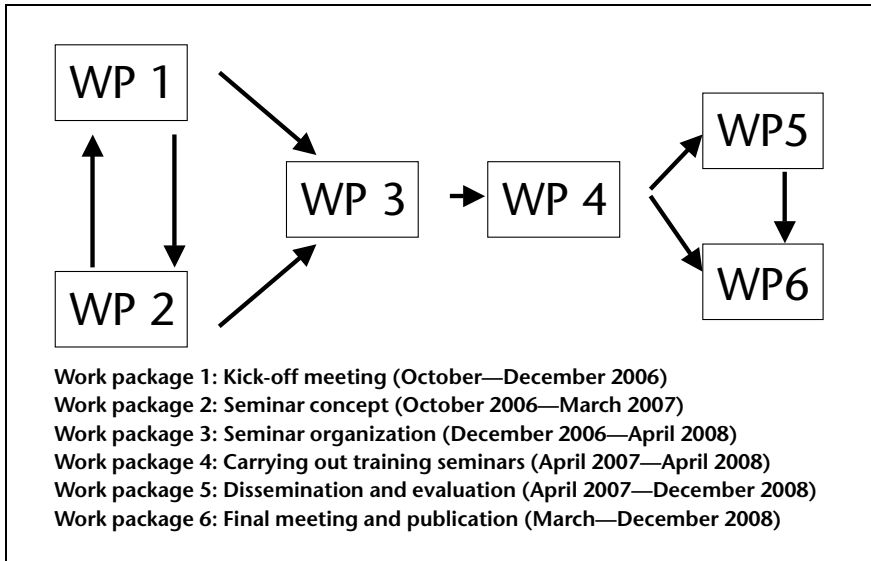 WP 1
WP5
WP 3
WP 4
WP 2
WP6
Work package 1: Kick-off meeting (October—December 2006)
Work package 2: Seminar concept (October 2006—March 2007)
Work package 3: Seminar organization (December 2006—April 2008)
Work package 4: Carrying out training seminars (April 2007—April 2008)
Work package 5: Dissemination and evaluation (April 2007—December 2008)
Work package 6: Final meeting and publication (March—December 2008)